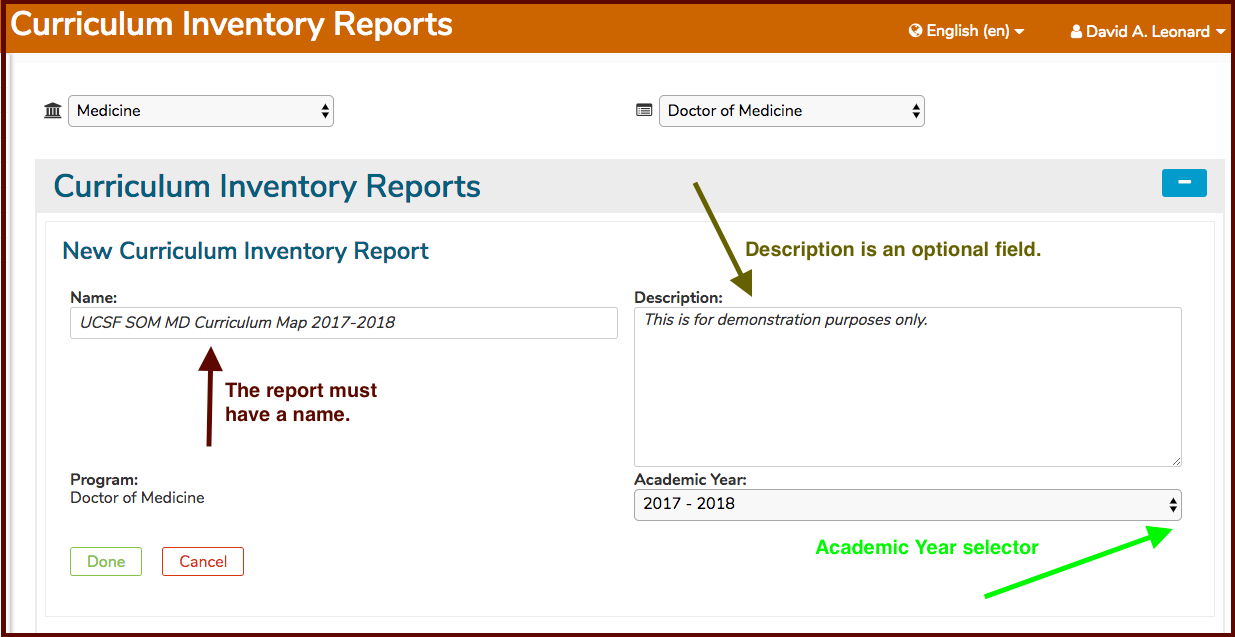 Curriculum Inventory Reports
English (en)
David A. Leonard
Medicine
Doctor of Medicine
Curriculum Inventory Reports
New Curriculum Inventory Report
Description is an optional field.
Name:
UCSF SOM MD Curriculum Map 2017-2018
The report must
have a name.
Description:
This is for demonstration purposes only.
Program:
Doctor of Medicine
Academic Year:
2017 - 2018
Academic Year selector
Done
Cancel